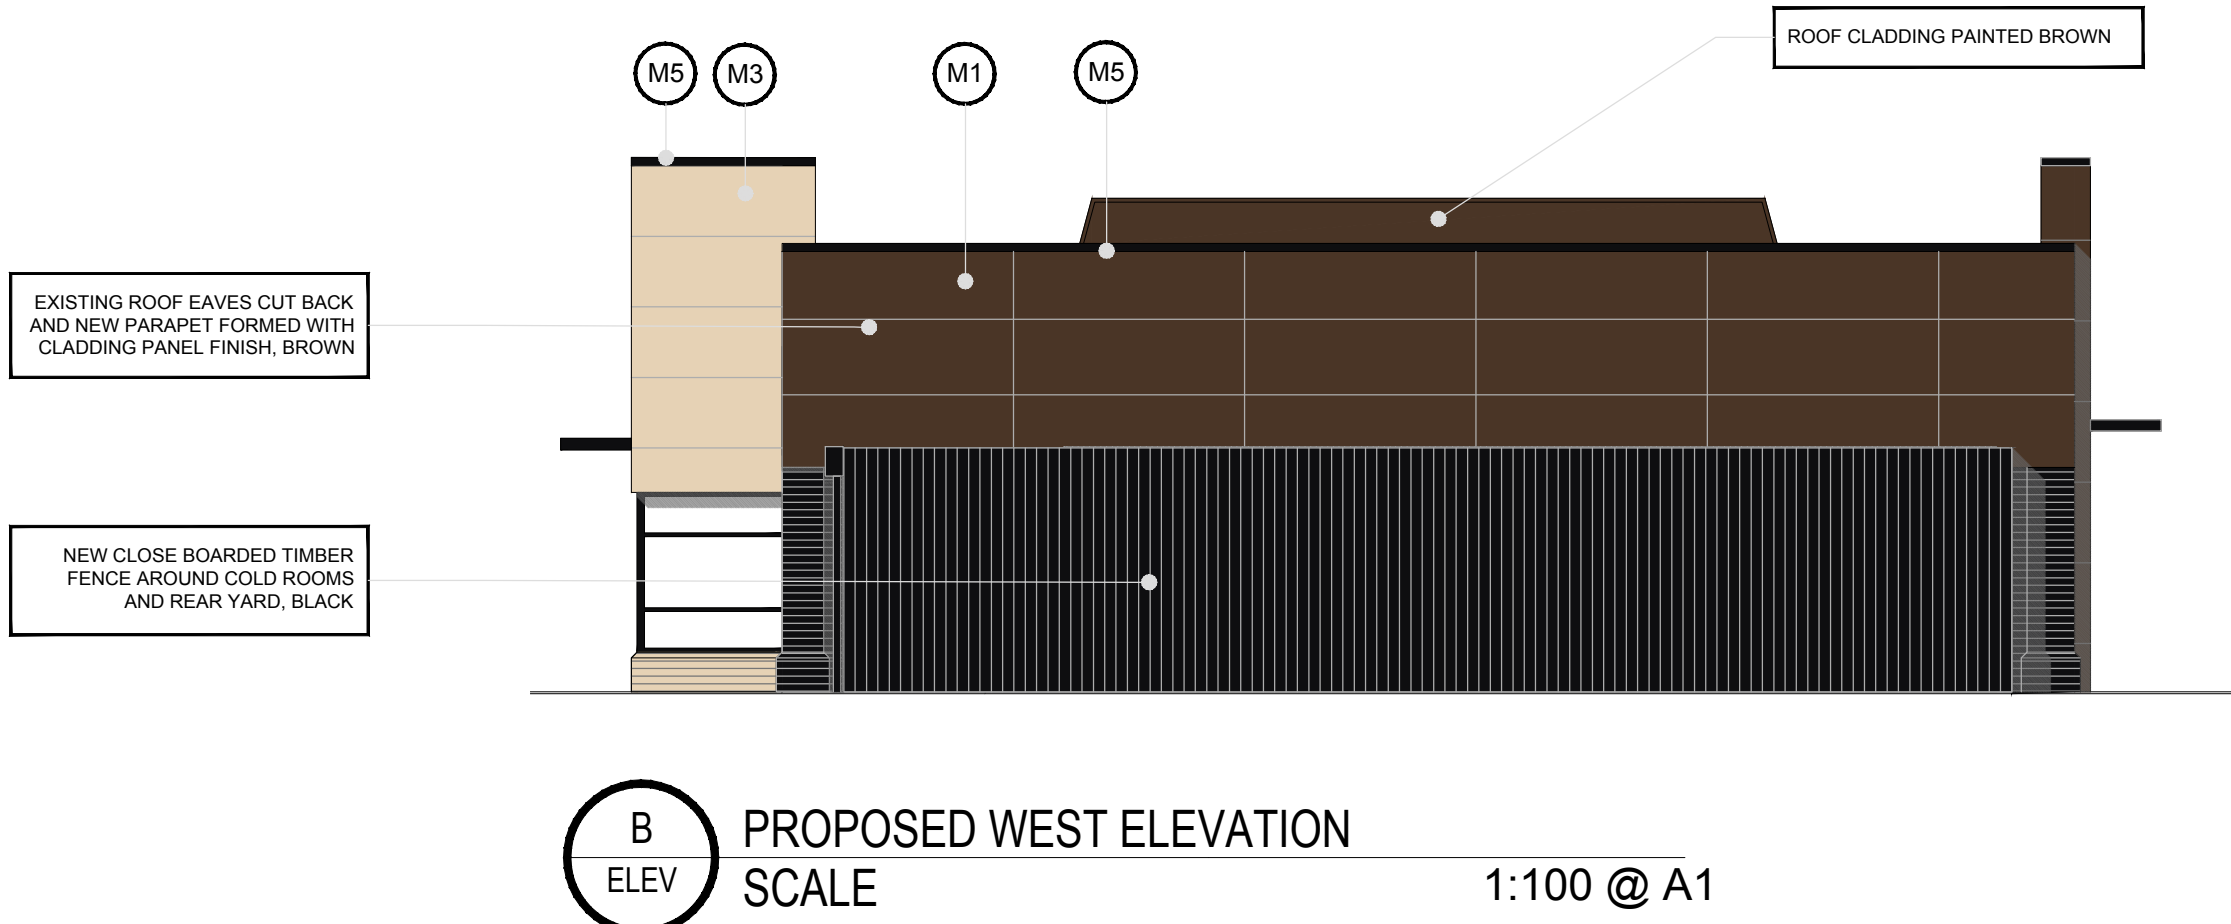 M5
M3
M1
M5
ROOF CLADDING PAINTED BROWN
EXISTING ROOF EAVES CUT BACK
AND NEW PARAPET FORMED WITH
CLADDING PANEL FINISH, BROWN
NEW CLOSE BOARDED TIMBER
FENCE AROUND COLD ROOMS
AND REAR YARD, BLACK
B
ELEV
PROPOSED WEST ELEVATION
SCALE
1:100 @ A1